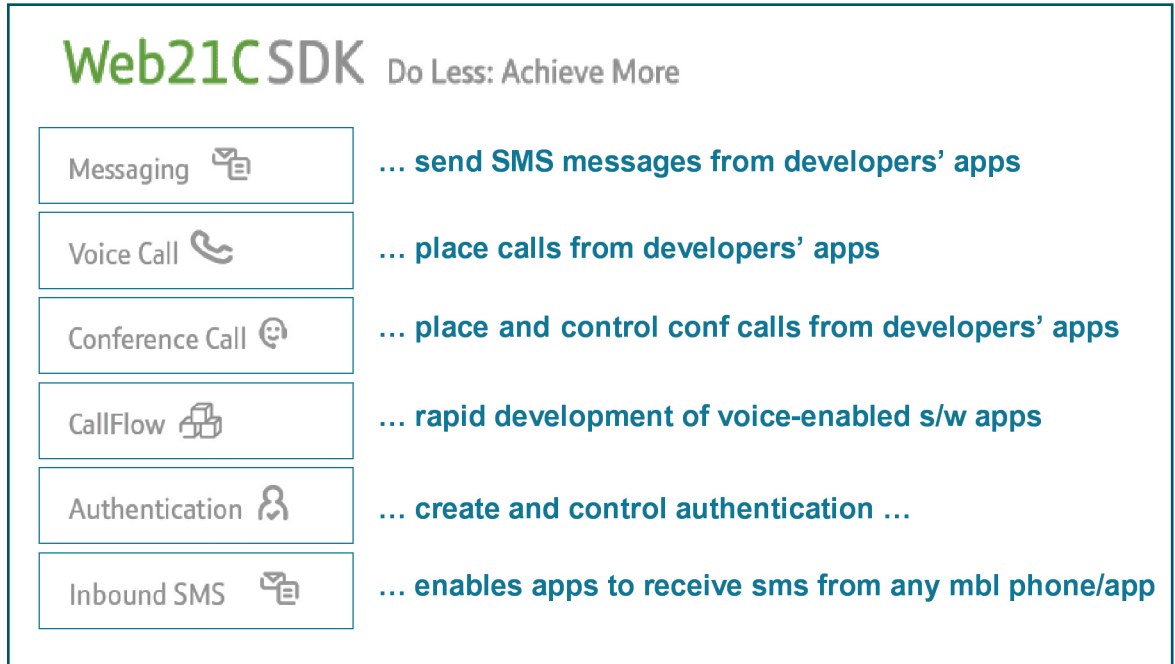 Web21CSDK Do Less: Achieve More
Messaging … send SMS messages from developers’ apps
Voice Call … place calls from developers’ apps
Conference Call … place and control conf calls from developers’ apps
CallFlow … rapid development of voice-enabled s/w apps
Authentication … create and control authentication …
Inbound SMS … enables apps to receive sms from any mbl phone/app